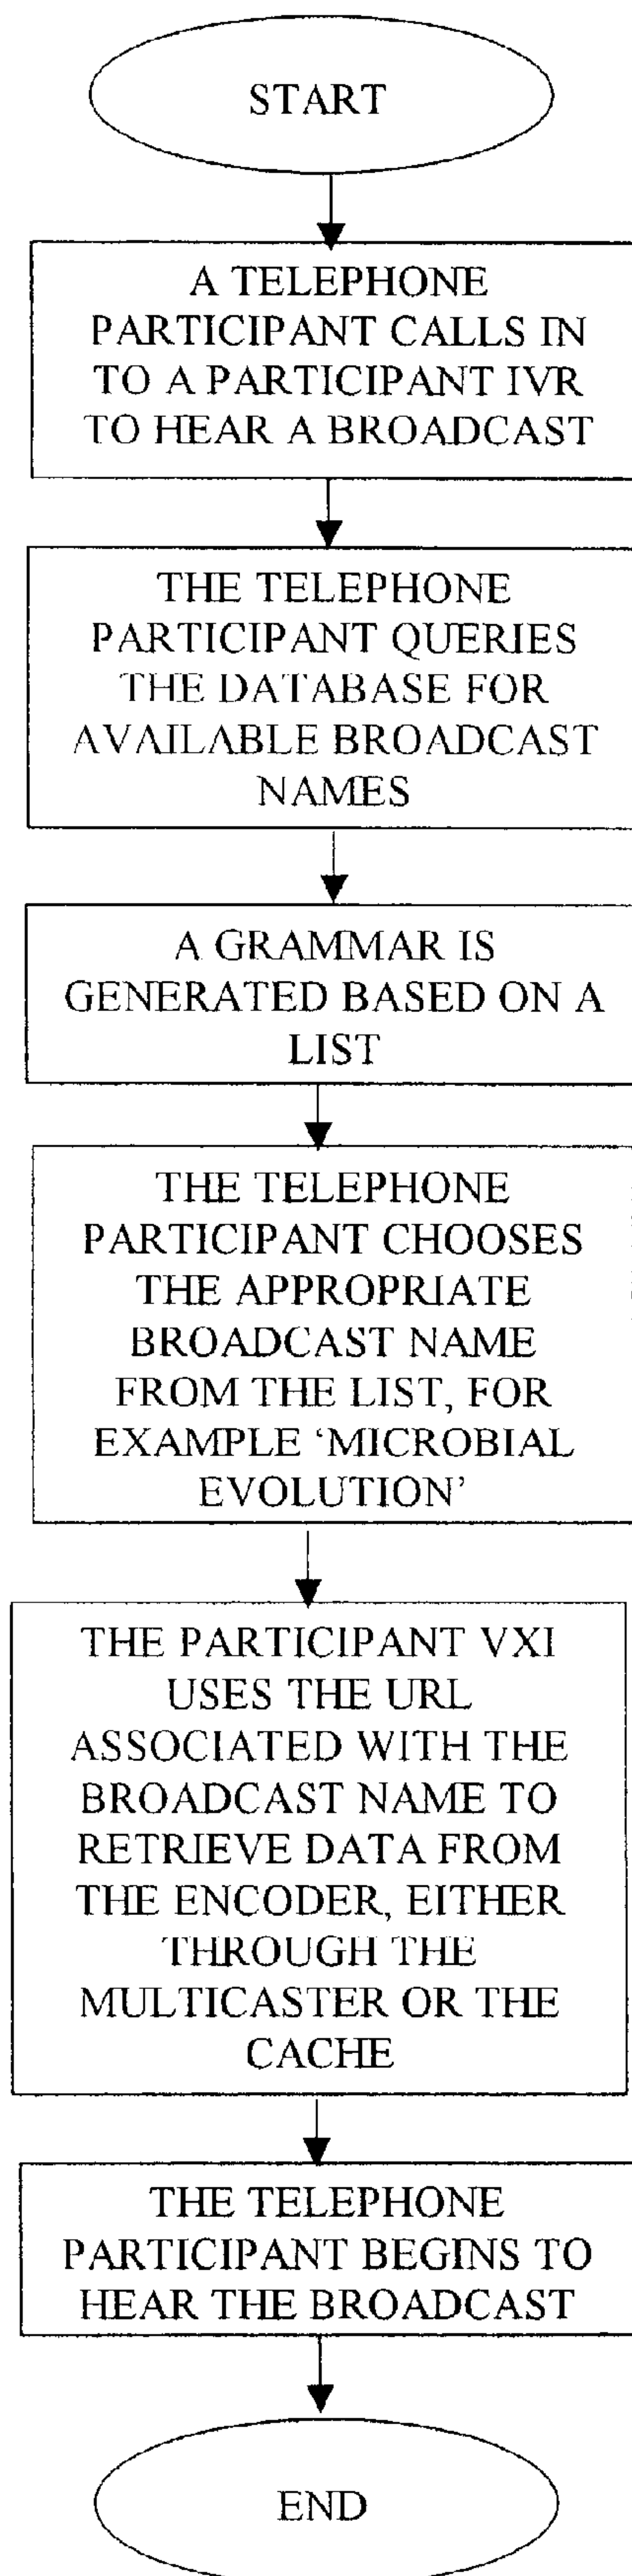 START
A TELEPHONE
PARTICIPANT CALLS IN
TO A PARTICIPANT IVR
TO HEAR A BROADCAST
THE TELEPHONE
PARTICIPANT QUERIES
THE DATABASE FOR
AVAILABLE BROADCAST
NAMES
A GRAMMAR IS
GENERATED BASED ON A
LIST
THE TELEPHONE
PARTICIPANT CHOOSES
THE APPROPRIATE
BROADCAST NAME
FROM THE LIST, FOR
EXAMPLE ‘MICROBIAL
EVOLUTION’
THE PARTICIPANT VXI
USES THE URL
ASSOCIATED WITH THE
BROADCAST NAME TO
RETRIEVE DATA FROM
THE ENCODER, EITHER
THROUGH THE
MULTICASTER OR THE
CACHE
THE TELEPHONE
PARTICIPANT BEGINS TO
HEAR THE BROADCAST
END